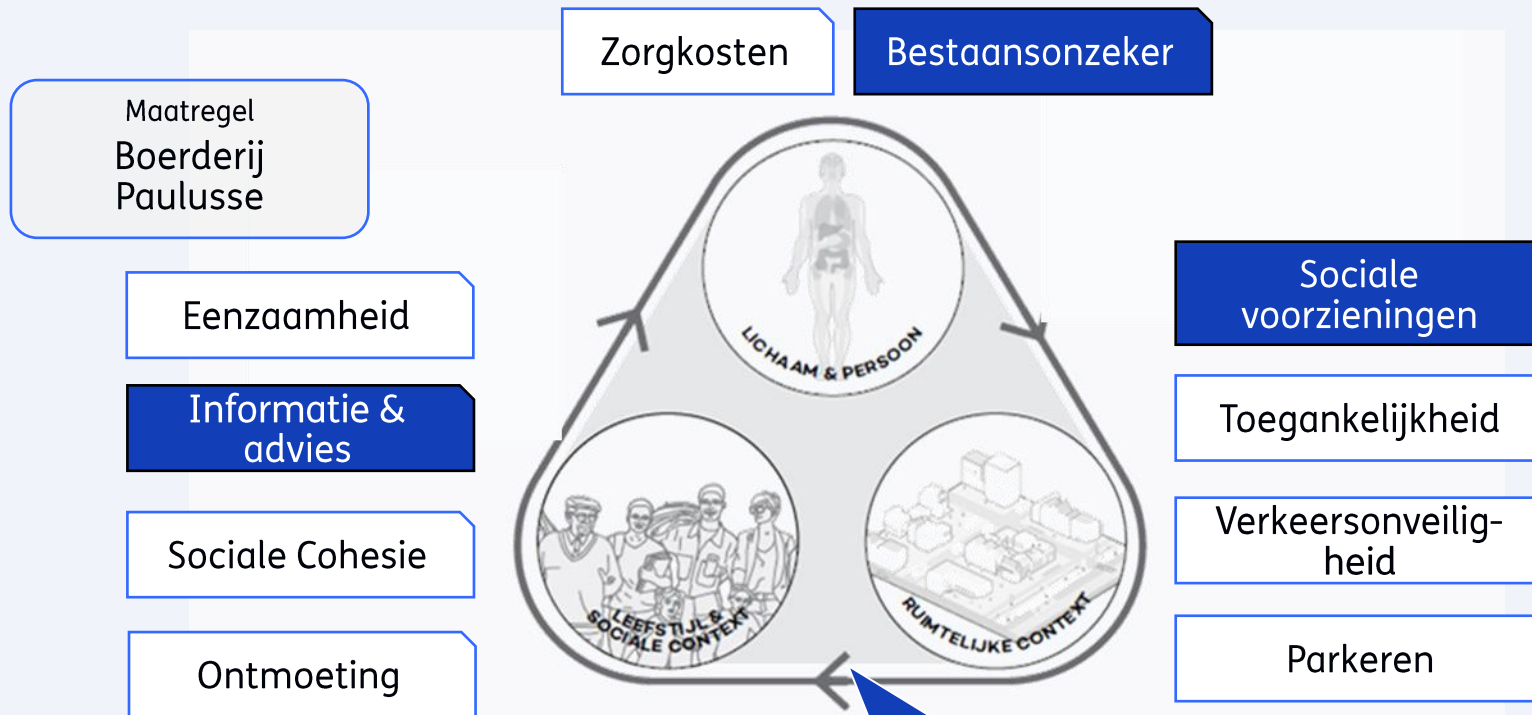 Zorgkosten
Bestaansonzeker
Maatregel
Boerderij
Paulusse
Eenzaamheid
Informatie &
advies
Sociale Cohesie
Ontmoeting
LICHAAM & PERSOON
LEEFSTIJL &
SOCIALE CONTEXT
RUIMTELIJKE CONTEXT
Sociale
voorzieningen
Toegankelijkheid
Verkeersonveilig-
heid
Parkeren